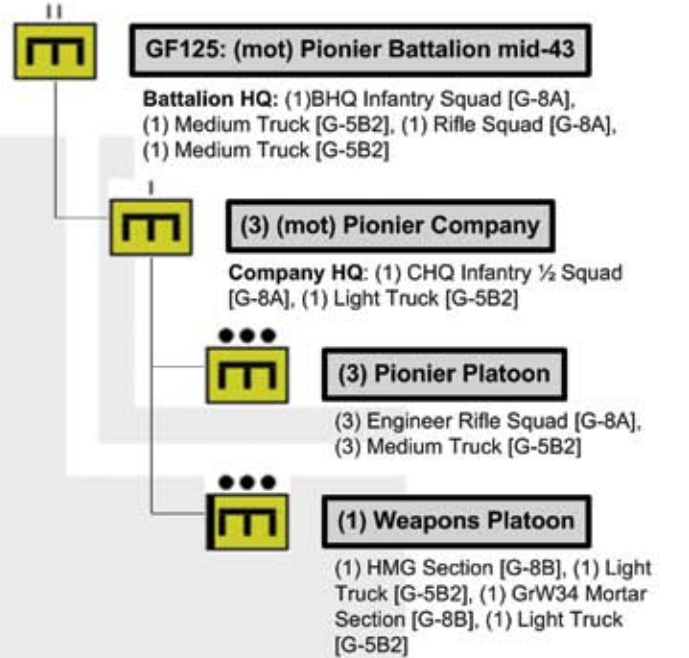 II
GF125: (mot) Pionier Battalion mid-43
Battalion HQ: (1)BHQ Infantry Squad [G-8A],
(1) Medium Truck [G-5B2], (1) Rifle Squad [G-8A],
(1) Medium Truck [G-5B2]
I
(3) (mot) Pionier Company
Company HQ: (1) CHQ Infantry ½ Squad
[G-8A], (1) Light Truck [G-5B2]
(3) Pionier Platoon
(3) Engineer Rifle Squad [G-8A],
(3) Medium Truck [G-5B2]
(1) Weapons Platoon
(1) HMG Section [G-8B], (1) Light
Truck [G-5B2], (1) GrW34 Mortar
Section [G-8B], (1) Light Truck
[G-5B2]